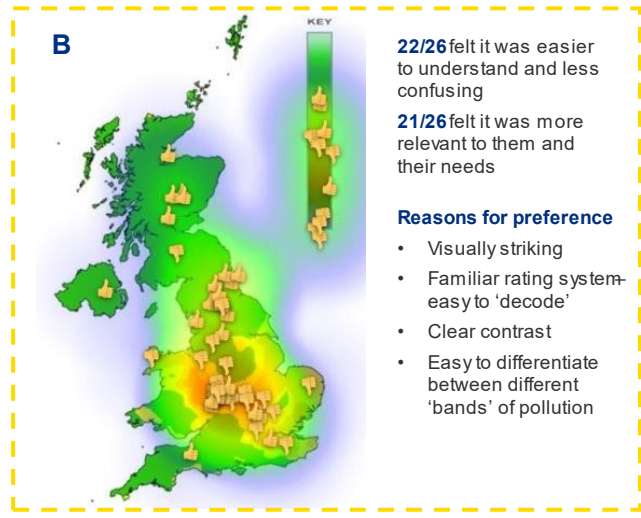 B
KEY
22/26 felt it was easier
to understand and less
confusing
21/26 felt it was more
relevant to them and
their needs
Reasons for preference
• Visually striking
• Familiar rating system–
easy to ‘decode’
• Clear contrast
• Easy to differentiate
between different
‘bands’ of pollution